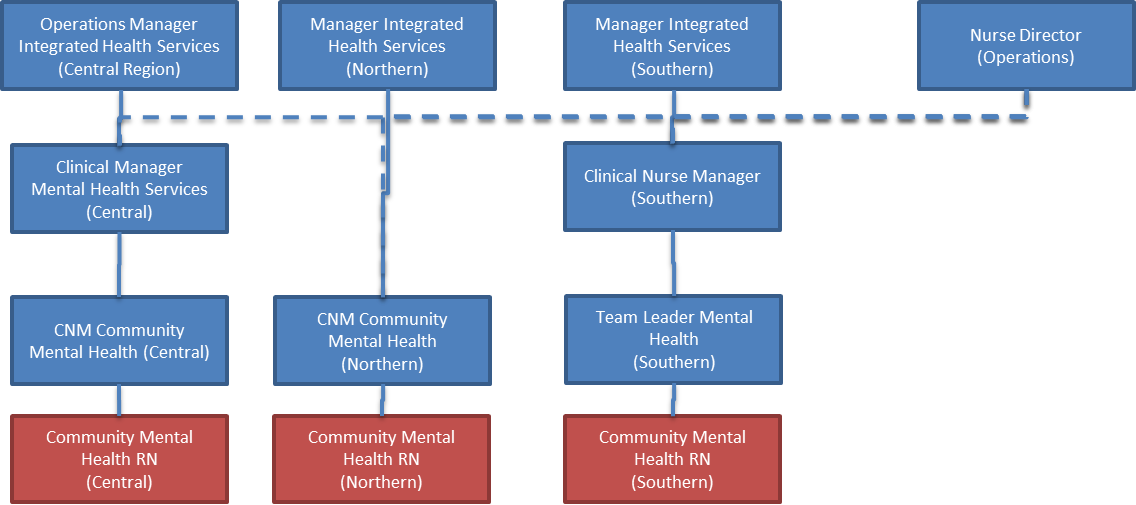 Operations Manager
Integrated Health Services
(Central Region)
Manager Integrated
Health Services
(Northern)
Manager Integrated
Health Services
(Southern)
Nurse Director
(Operations)
Clinical Manager
Mental Health Services
(Central)
Clinical Nurse Manager
(Southern)
CNM Community
Mental Health (Central)
CNM Community
Mental Health
(Northern)
Team Leader Mental
Health
(Southern)
Community Mental
Health RN
(Central)
Community Mental
Health RN
(Northern)
Community Mental
Health RN
(Southern)